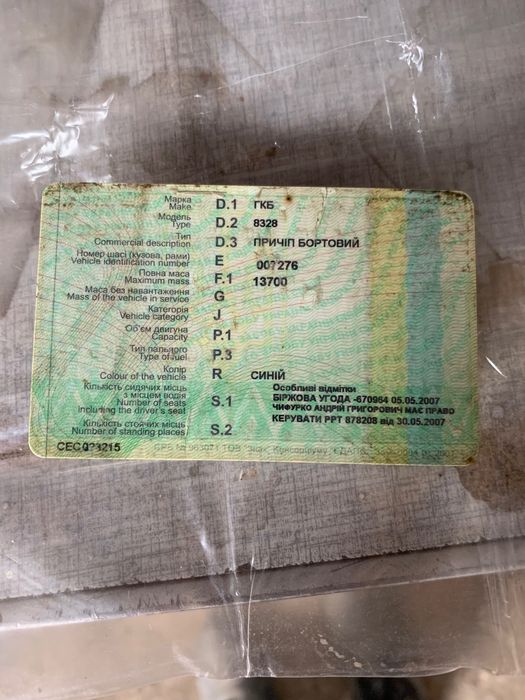 Марка
Make D.1 ГКБ
Модель
Type D.2 8328
Тип
Commercial description D.3 ПРИЧІП БОРТОВИЙ
Номер шасі (кузова, рами)
Vehicle identification number E 007276
Повна маса
Maximum mass F.1 13700
Маса без навантаження
Mass of the vehicle in service G
Категорія
Vehicle category J
Об'єм двигуна
Capacity P.1
Тип пального
Type of fuel P.3
Колір
Colour of the vehicle R СИНІЙ
Кількість сидячих місць
з місцем водія
Number of seats
including the driver's seat S.1
Кількість стоячих місць
Number of standing places S.2
Особливі відмітки
БІРЖОВА УГОДА -670964 05.05.2007
ЧИФУРКО АНДРІЙ ГРИГОРОВИЧ МАЄ ПРАВО
КЕРУВАТИ РРТ 878208 від 30.05.2007